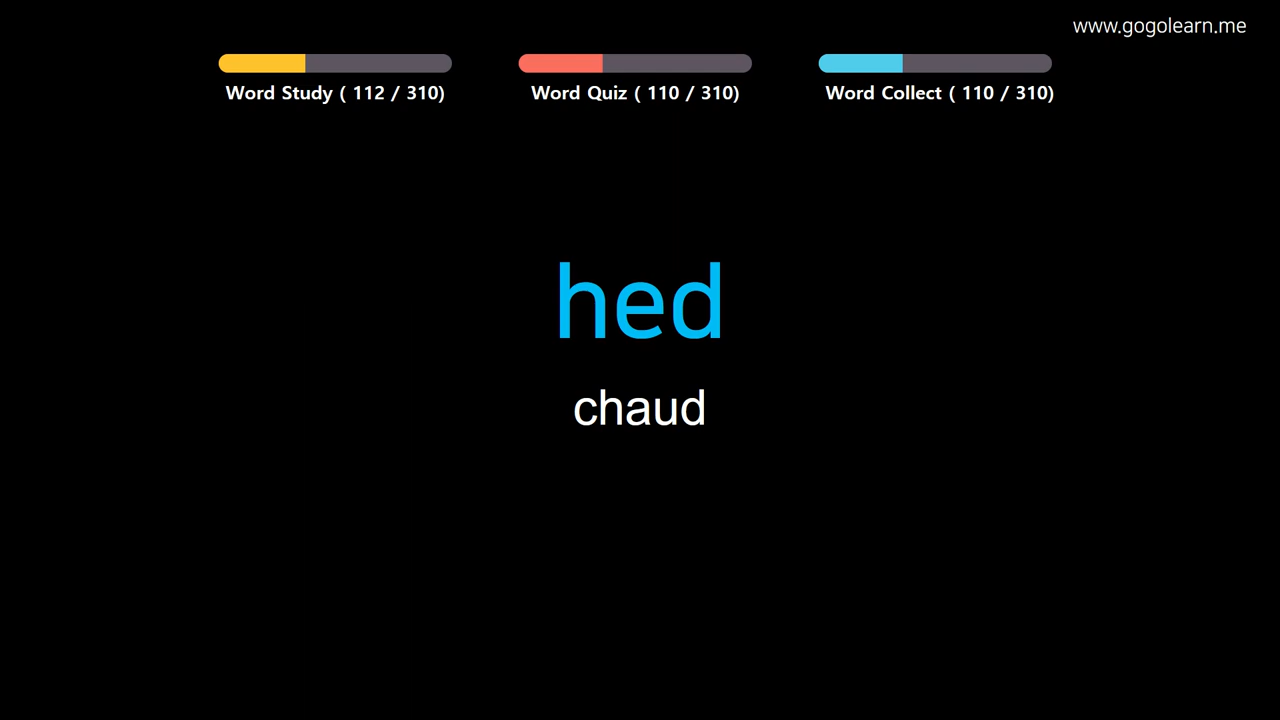 www.gogolearn.me
Word Study ( 112 / 310)
Word Quiz ( 110 / 310)
Word Collect ( 110 / 310)
hed
chaud